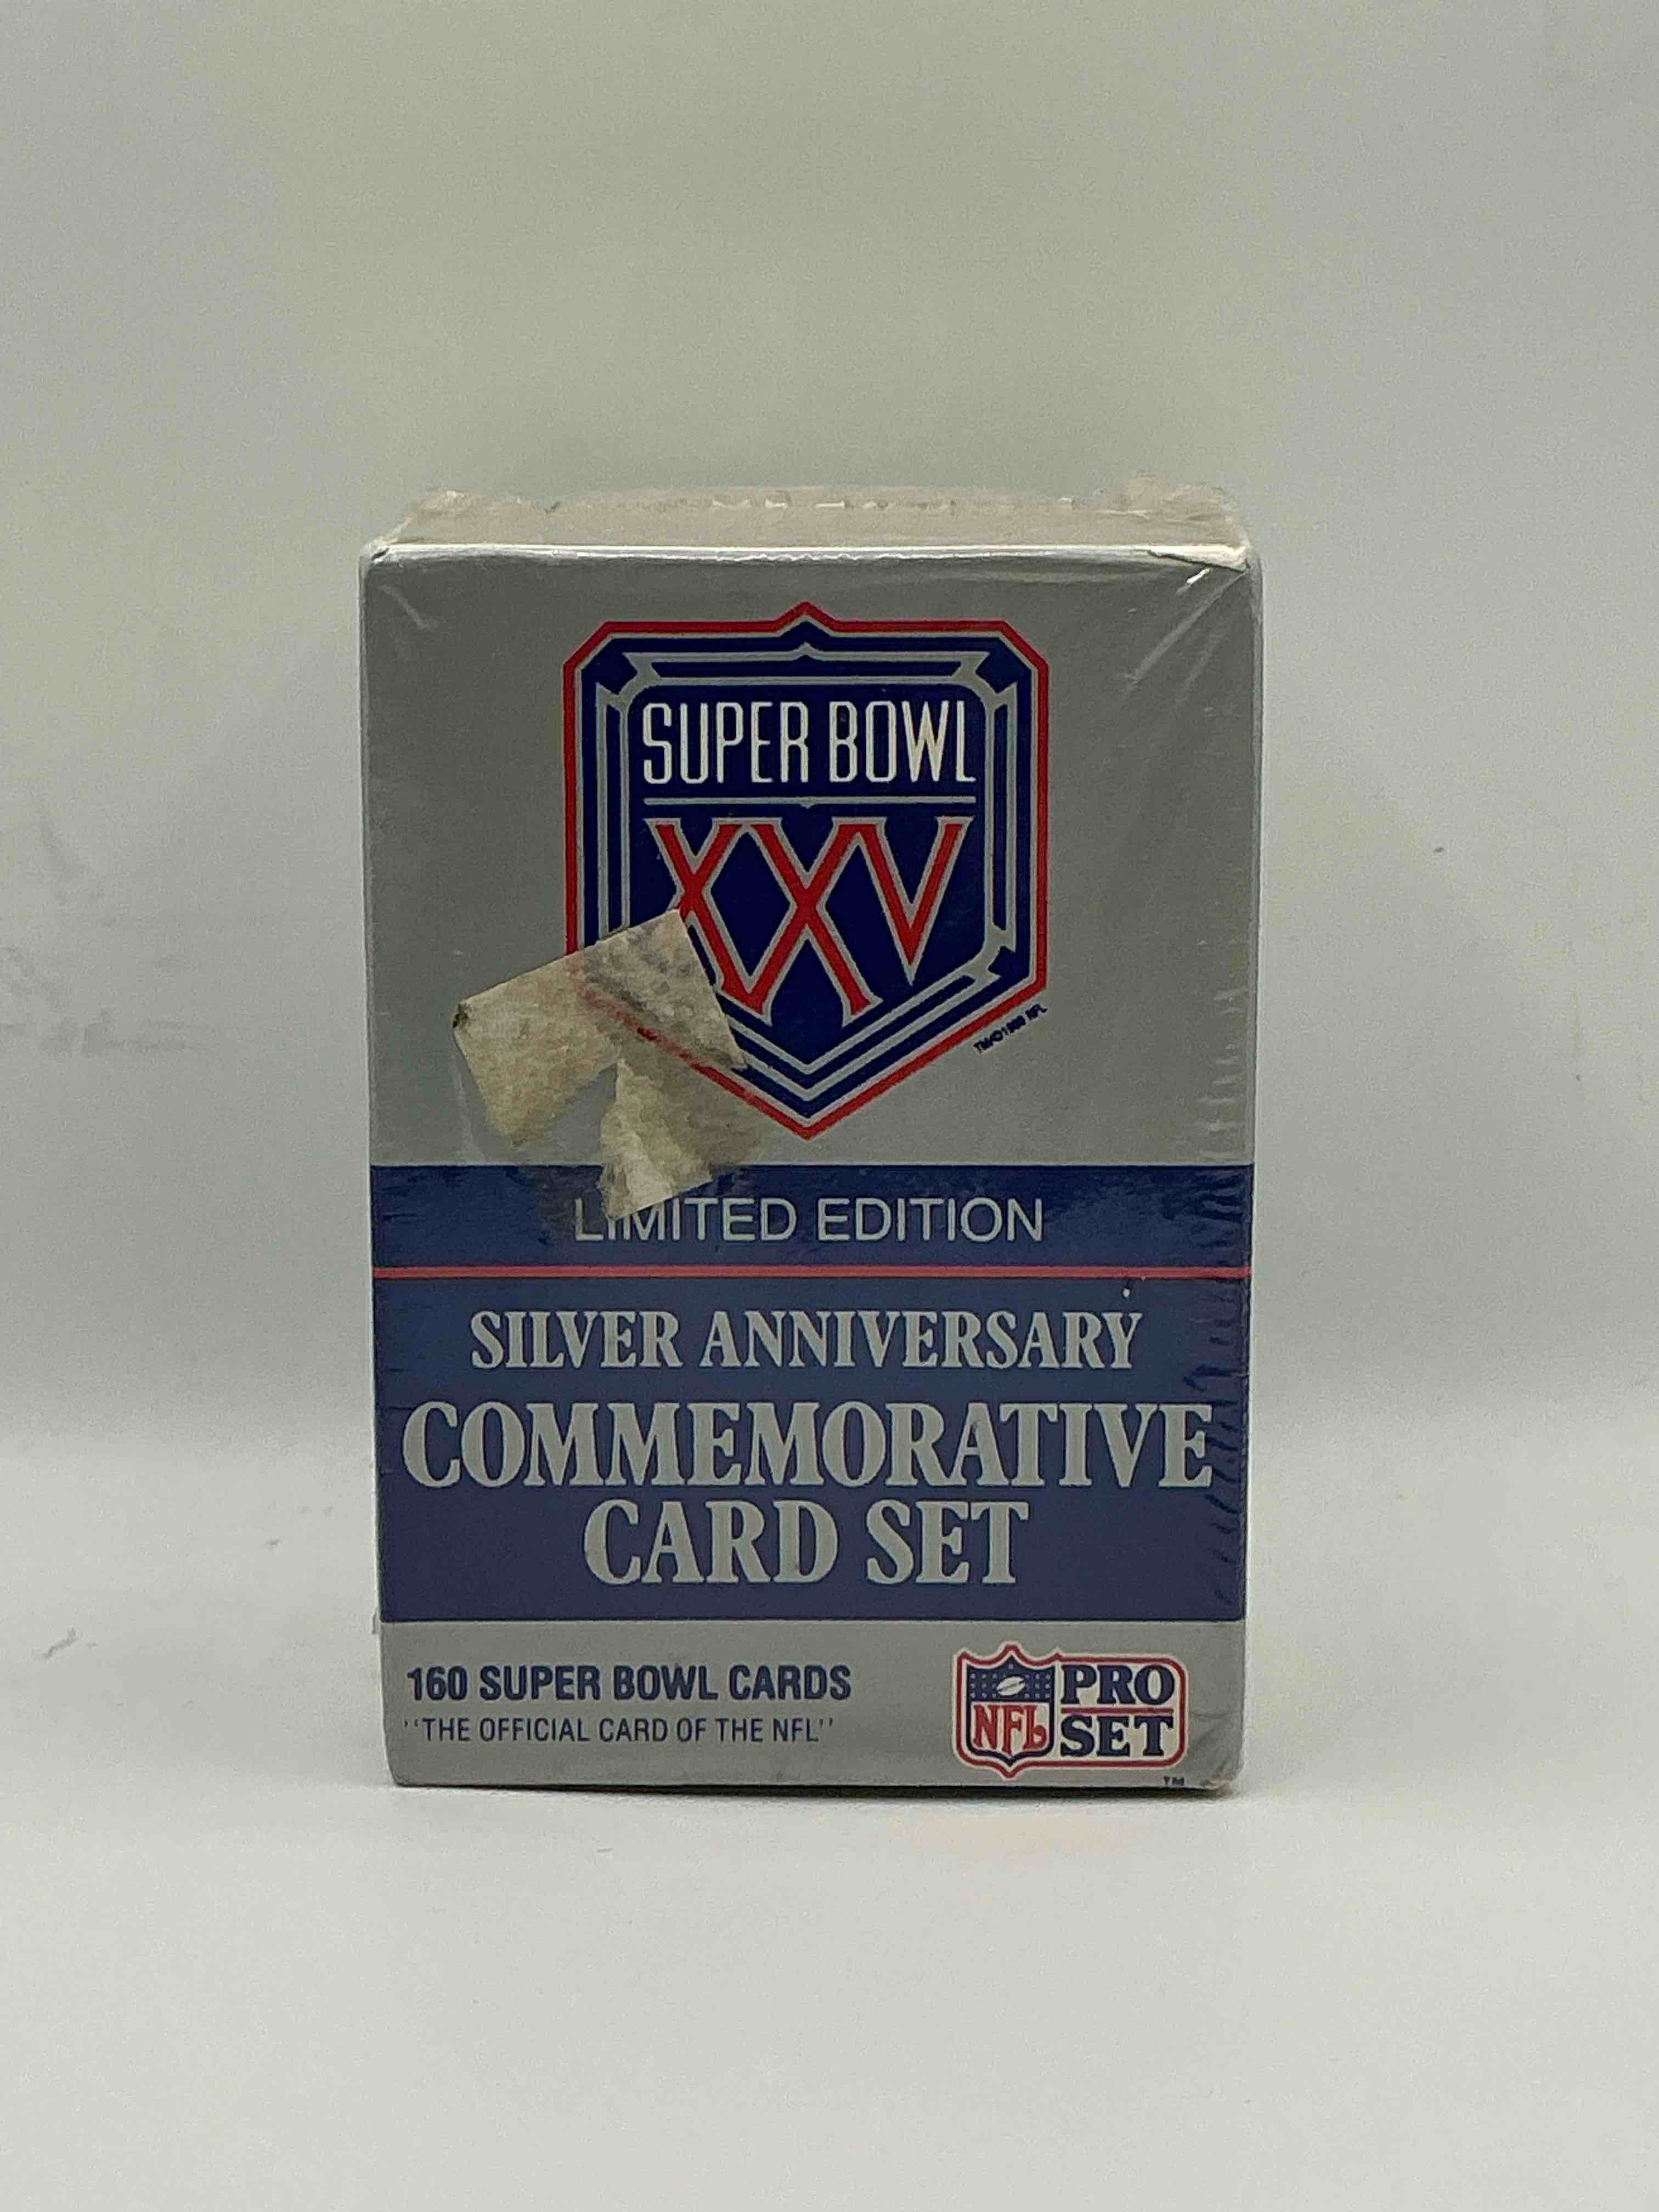 SUPER BOWL
XXV
LIMITED EDITION
SILVER ANNIVERSARY
COMMEMORATIVE
CARD SET
160 SUPER BOWL CARDS
"THE OFFICIAL CARD OF THE NFL"
NFL
PRO
SET
TM